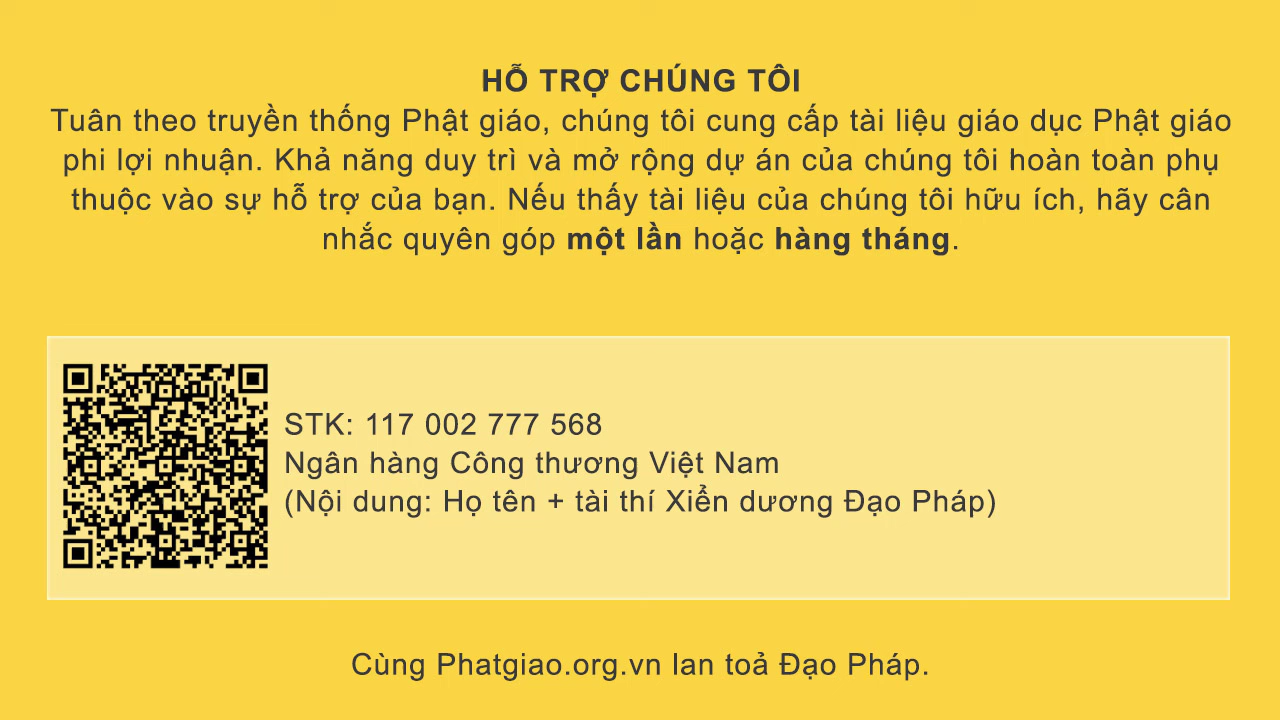 HỖ TRỢ CHÚNG TÔI
Tuân theo truyền thống Phật giáo, chúng tôi cung cấp tài liệu giáo dục Phật giáo
phi lợi nhuận. Khả năng duy trì và mở rộng dự án của chúng tôi hoàn toàn phụ
thuộc vào sự hỗ trợ của bạn. Nếu thấy tài liệu của chúng tôi hữu ích, hãy cân
nhắc quyên góp một lần hoặc hàng tháng.
STK: 117 002 777 568
Ngân hàng Công thương Việt Nam
(Nội dung: Họ tên + tài thí Xiển dương Đạo Pháp)
Cùng Phatgiao.org.vn lan toả Đạo Pháp.